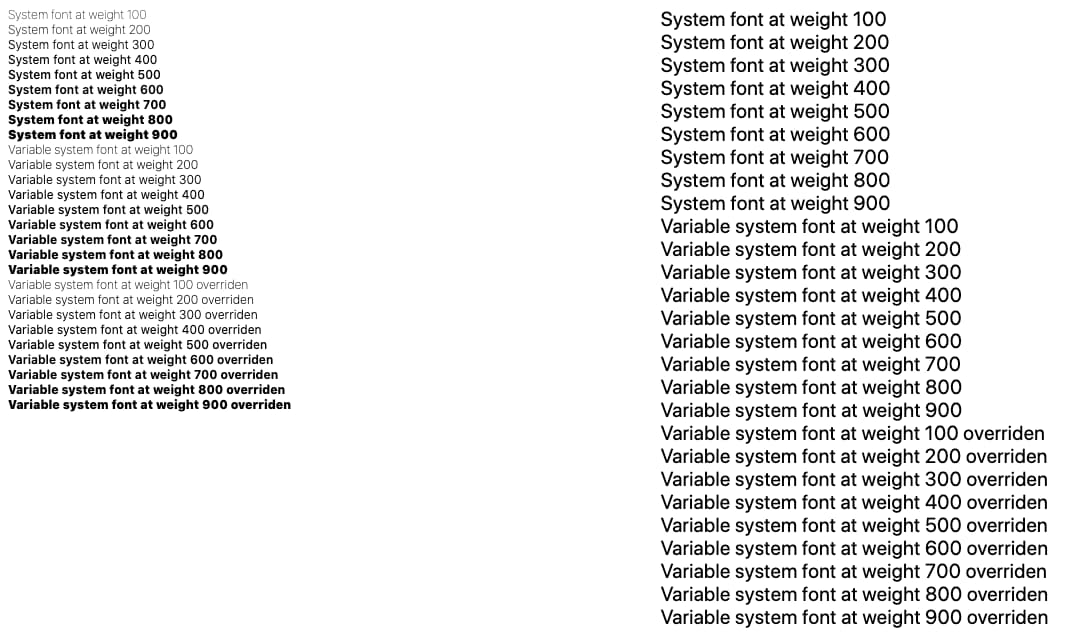 System font at weight 100
System font at weight 200
System font at weight 300
System font at weight 400
System font at weight 500
System font at weight 600
System font at weight 700
System font at weight 800
System font at weight 900
Variable system font at weight 100
Variable system font at weight 200
Variable system font at weight 300
Variable system font at weight 400
Variable system font at weight 500
Variable system font at weight 600
Variable system font at weight 700
Variable system font at weight 800
Variable system font at weight 900
Variable system font at weight 100 overriden
Variable system font at weight 200 overriden
Variable system font at weight 300 overriden
Variable system font at weight 400 overriden
Variable system font at weight 500 overriden
Variable system font at weight 600 overriden
Variable system font at weight 700 overriden
Variable system font at weight 800 overriden
Variable system font at weight 900 overriden
System font at weight 100
System font at weight 200
System font at weight 300
System font at weight 400
System font at weight 500
System font at weight 600
System font at weight 700
System font at weight 800
System font at weight 900
Variable system font at weight 100
Variable system font at weight 200
Variable system font at weight 300
Variable system font at weight 400
Variable system font at weight 500
Variable system font at weight 600
Variable system font at weight 700
Variable system font at weight 800
Variable system font at weight 900
Variable system font at weight 100 overriden
Variable system font at weight 200 overriden
Variable system font at weight 300 overriden
Variable system font at weight 400 overriden
Variable system font at weight 500 overriden
Variable system font at weight 600 overriden
Variable system font at weight 700 overriden
Variable system font at weight 800 overriden
Variable system font at weight 900 overriden